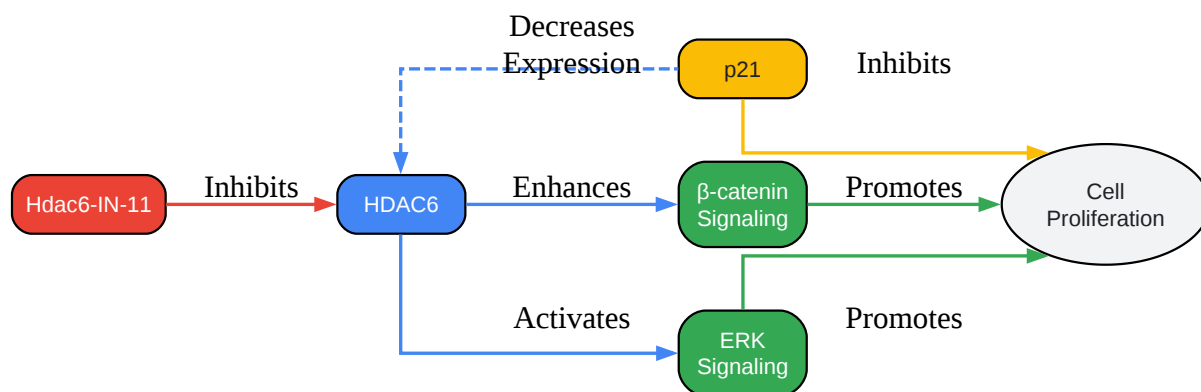 Decreases
Expression
p21
Inhibits
Hdac6-IN-11
Inhibits
HDAC6
Enhances
β-catenin
Signaling
Promotes
Cell
Proliferation
Activates
ERK
Signaling
Promotes